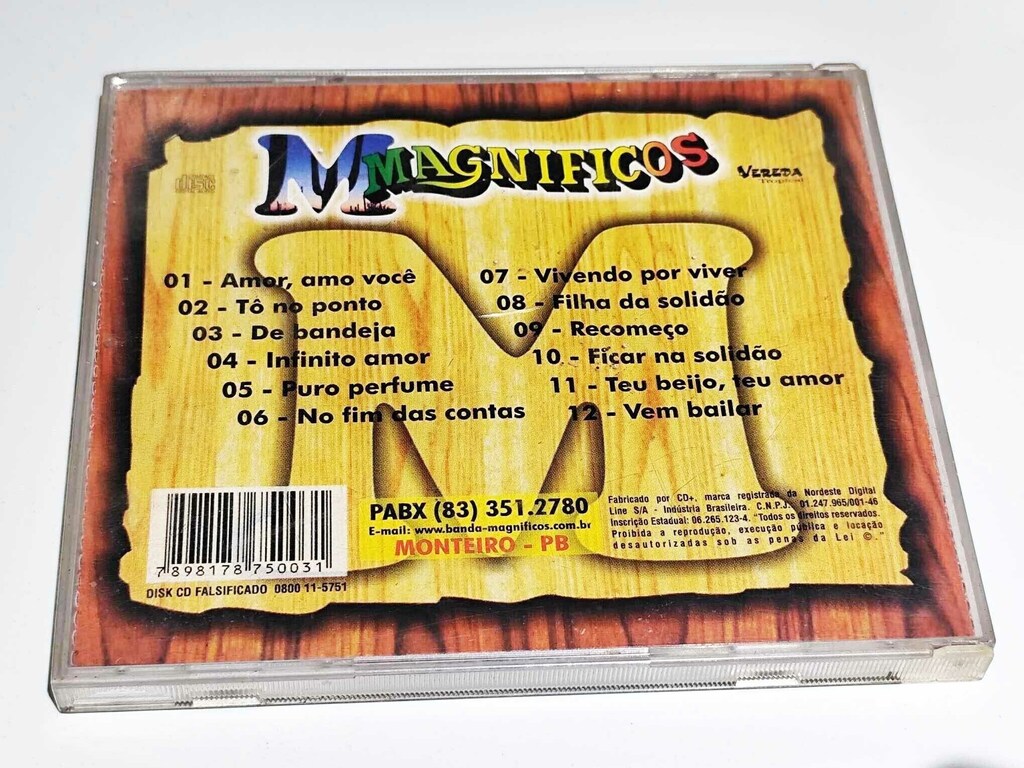 disc
M MAGNIFICOS
VEREDA
Tropical
01 - Amor, amo você
02 - Tô no ponto
03 - De bandeja
04 - Infinito amor
05 - Puro perfume
06 - No fim das contas
07 - Vivendo por viver
08 - Filha da solidão
09 - Recomeço
10 - Ficar na solidão
11 - Teu beijo, teu amor
12 - Vem bailar
7 898178 750031
DISK CD FALSIFICADO 0800 11-5751
PABX (83) 351.2780
E-mail: www.banda-magnificos.com.br
MONTEIRO - PB
Fabricado por CD+, marca registrada da Nordeste Digital
Line S/A - Indústria Brasileira. C.N.P.J.: 01.247.965/001-46
Inscrição Estadual: 06.265.123-4. "Todos os direitos reservados.
Proibida a reprodução, execução pública e locação
desautorizadas sob as penas da Lei ©."